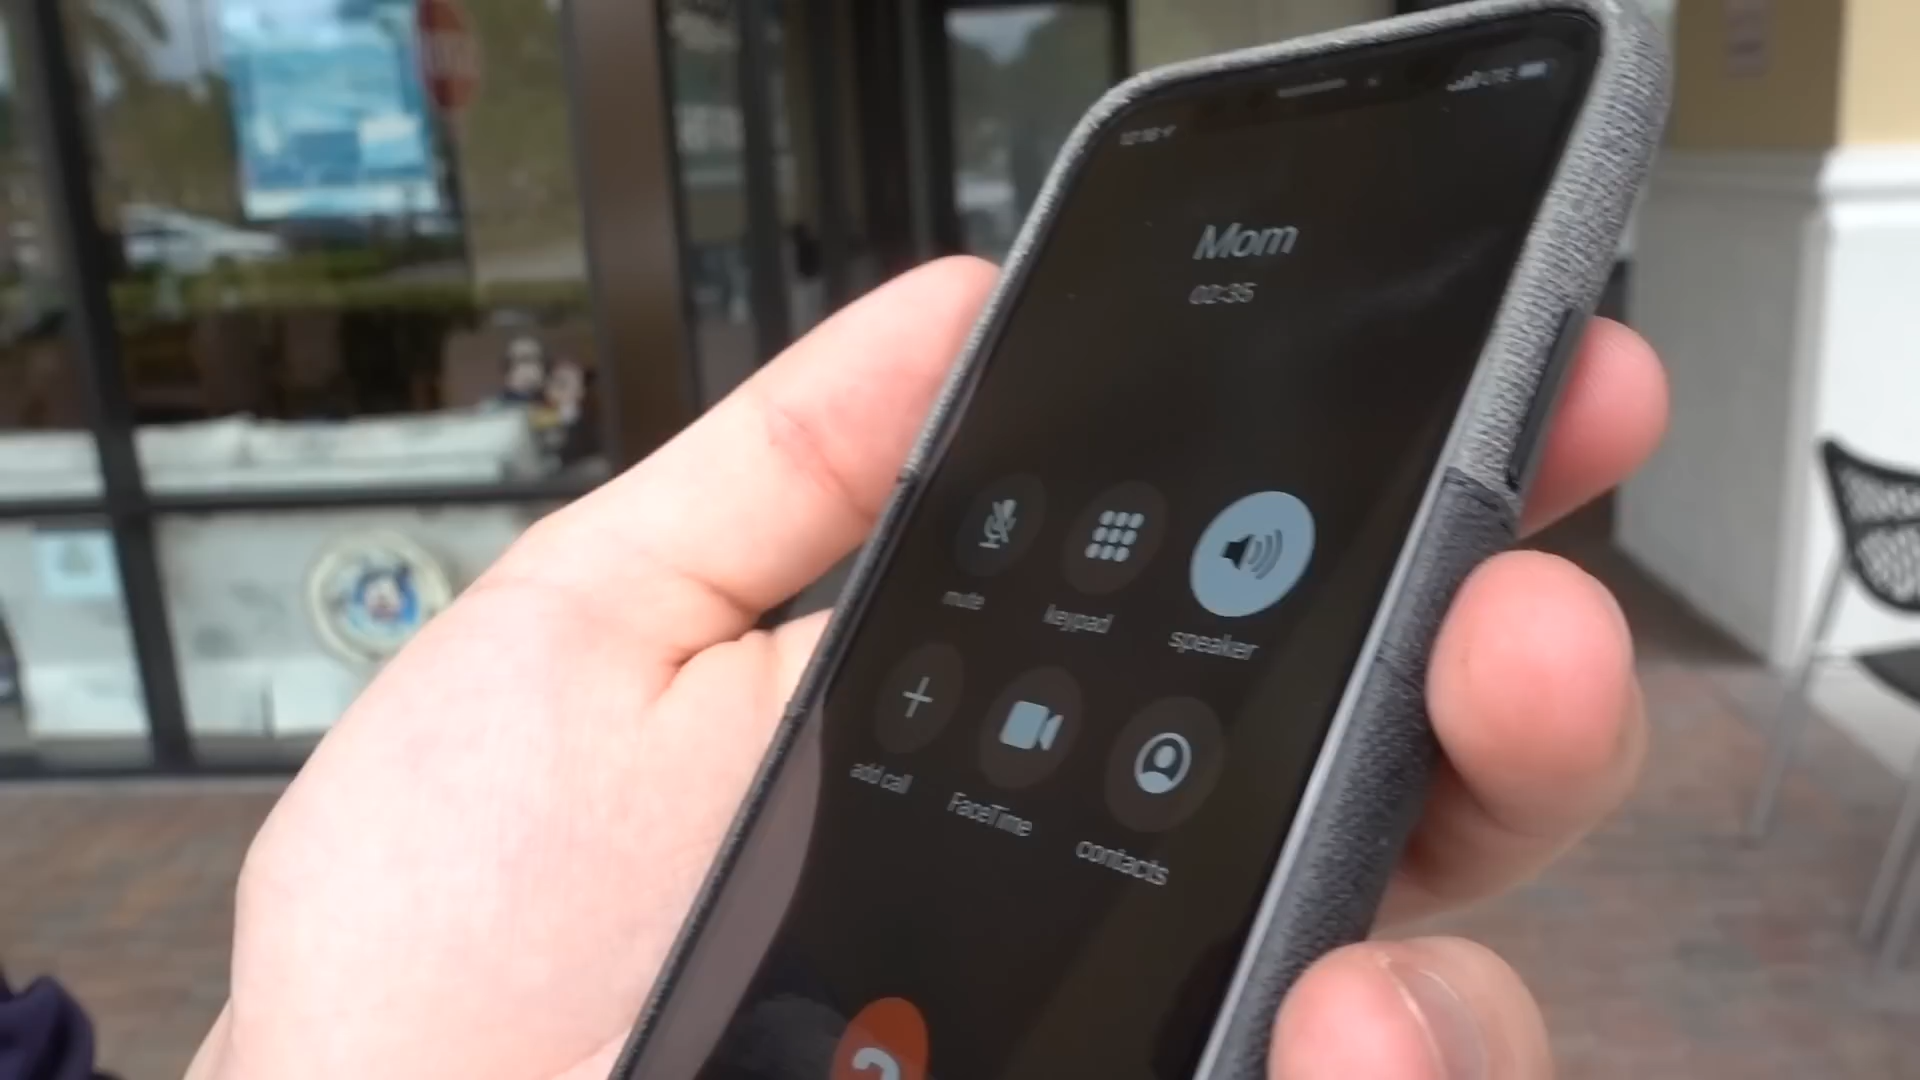 Mom
02:35
mute
keypad
speaker
add call
FaceTime
contacts